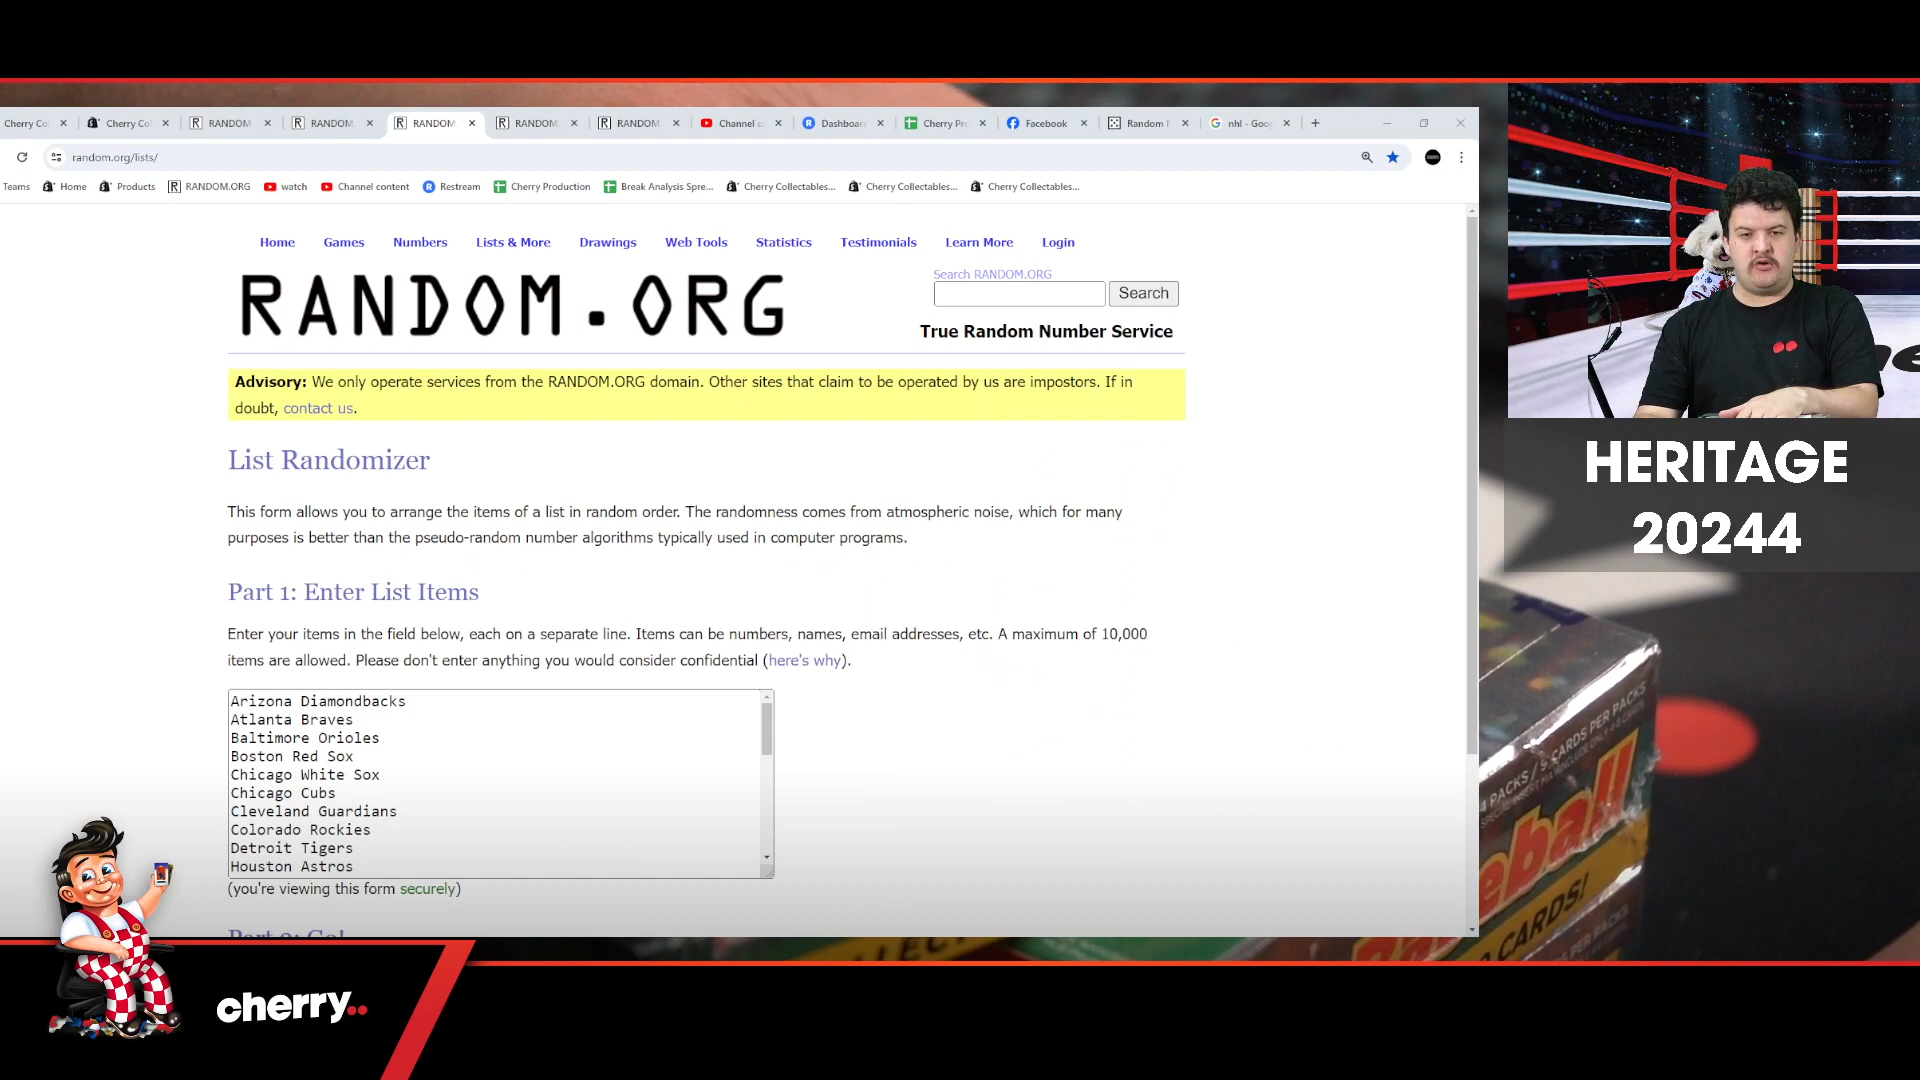 Cherry Co
Cherry Co
RANDOM
RANDOM
RANDOM
RANDOM
RANDOM
Channel c
Dashboar
Cherry Pr
Facebook
Random
nhl - Goo
random.org/lists/
Teams
Home
Products
RANDOM.ORG
watch
Channel content
Restream
Cherry Production
Break Analysis Spre...
Cherry Collectables...
Cherry Collectables...
Cherry Collectables...
Home
Games
Numbers
Lists & More
Drawings
Web Tools
Statistics
Testimonials
Learn More
Login
RANDOM.ORG
Search RANDOM.ORG
Search
True Random Number Service
Advisory: We only operate services from the RANDOM.ORG domain. Other sites that claim to be operated by us are impostors. If in
doubt, contact us.
List Randomizer
This form allows you to arrange the items of a list in random order. The randomness comes from atmospheric noise, which for many
purposes is better than the pseudo-random number algorithms typically used in computer programs.
Part 1: Enter List Items
Enter your items in the field below, each on a separate line. Items can be numbers, names, email addresses, etc. A maximum of 10,000
items are allowed. Please don't enter anything you would consider confidential (here's why).
Arizona Diamondbacks
Atlanta Braves
Baltimore Orioles
Boston Red Sox
Chicago White Sox
Chicago Cubs
Cleveland Guardians
Colorado Rockies
Detroit Tigers
Houston Astros
(you're viewing this form securely)
Part 2: Go!
HERITAGE
20244
PACKS / 9 CARDS PER PACKS
eball
CARDS!
cherry..